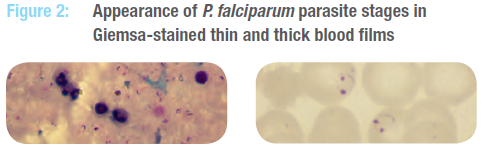 Figure 2: Appearance of P. falciparum parasite stages in
Giemsa-stained thin and thick blood films